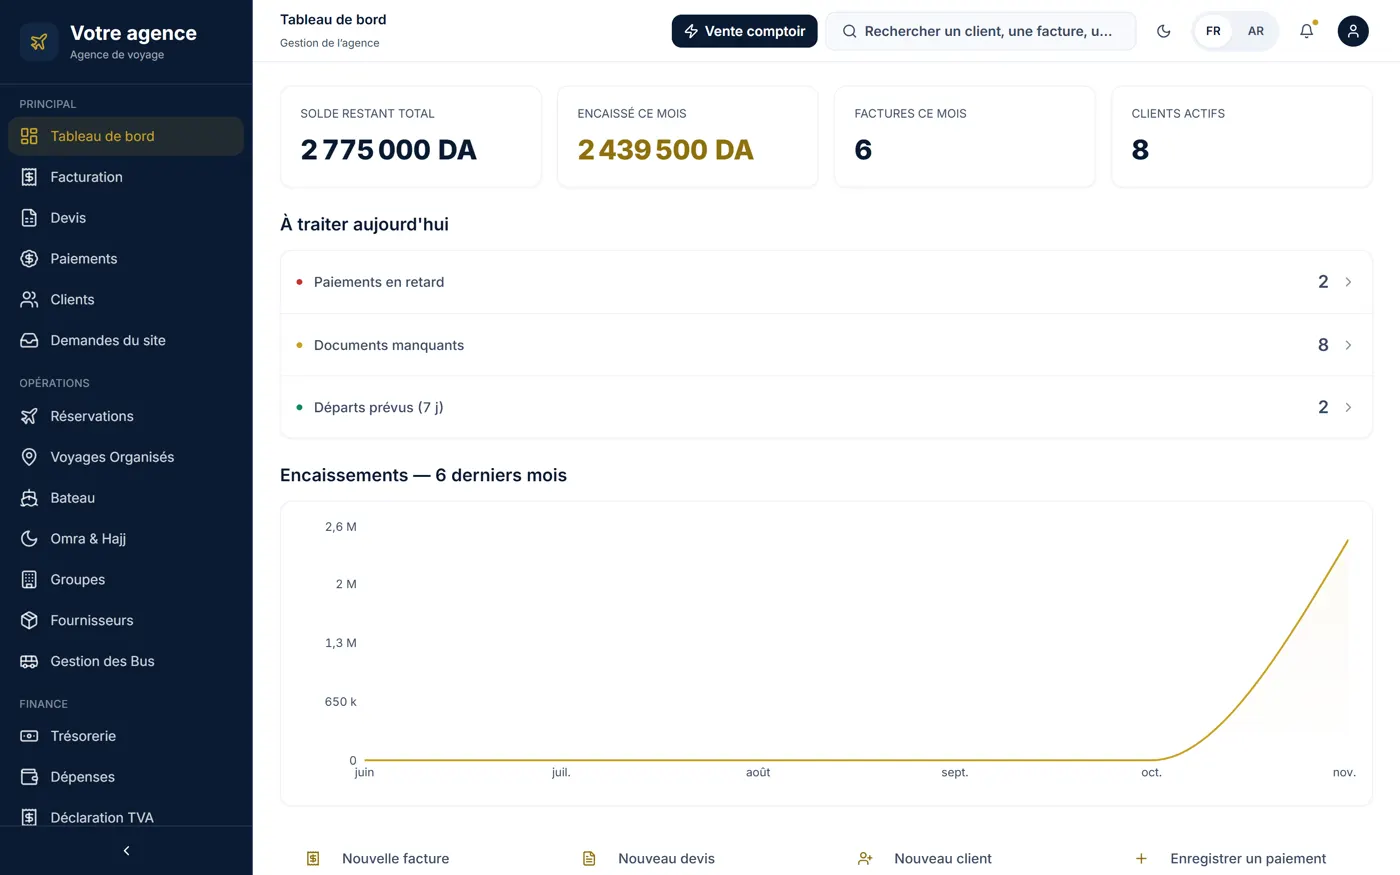 Votre agence
Agence de voyage
PRINCIPAL
Tableau de bord
Facturation
Devis
Paiements
Clients
Demandes du site
OPÉRATIONS
Réservations
Voyages Organisés
Bateau
Omra & Hajj
Groupes
Fournisseurs
Gestion des Bus
FINANCE
Trésorerie
Dépenses
Déclaration TVA
Tableau de bord
Gestion de l'agence
Vente comptoir
Rechercher un client, une facture, u...
FR AR
SOLDE RESTANT TOTAL
2 775 000 DA
ENCAISSÉ CE MOIS
2 439 500 DA
FACTURES CE MOIS
6
CLIENTS ACTIFS
8
À traiter aujourd'hui
Paiements en retard 2
Documents manquants 8
Départs prévus (7 j) 2
Encaissements — 6 derniers mois
2,6 M
2 M
1,3 M
650 k
0
juin juil. août sept. oct. nov.
Nouvelle facture
Nouveau devis
Nouveau client
Enregistrer un paiement